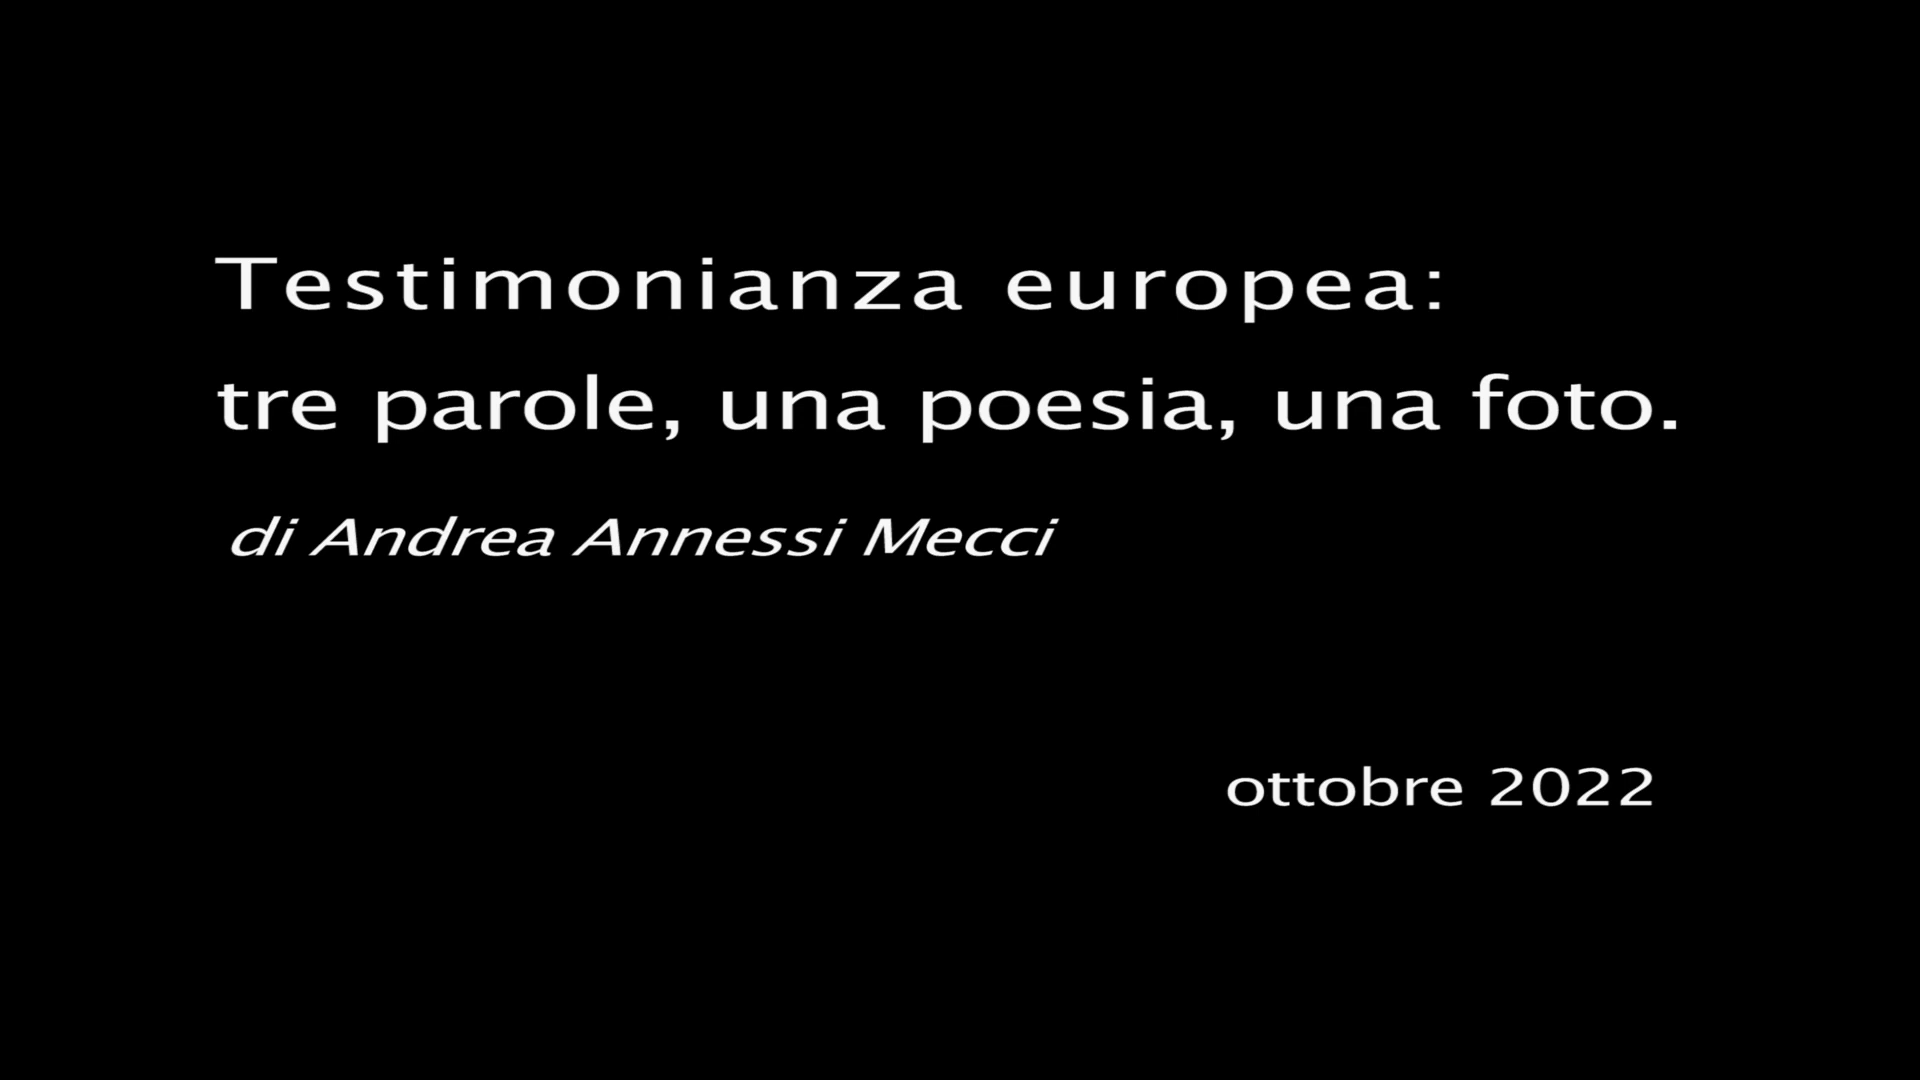 Testimonianza europea:
tre parole, una poesia, una foto.
di Andrea Annessi Mecci
ottobre 2022